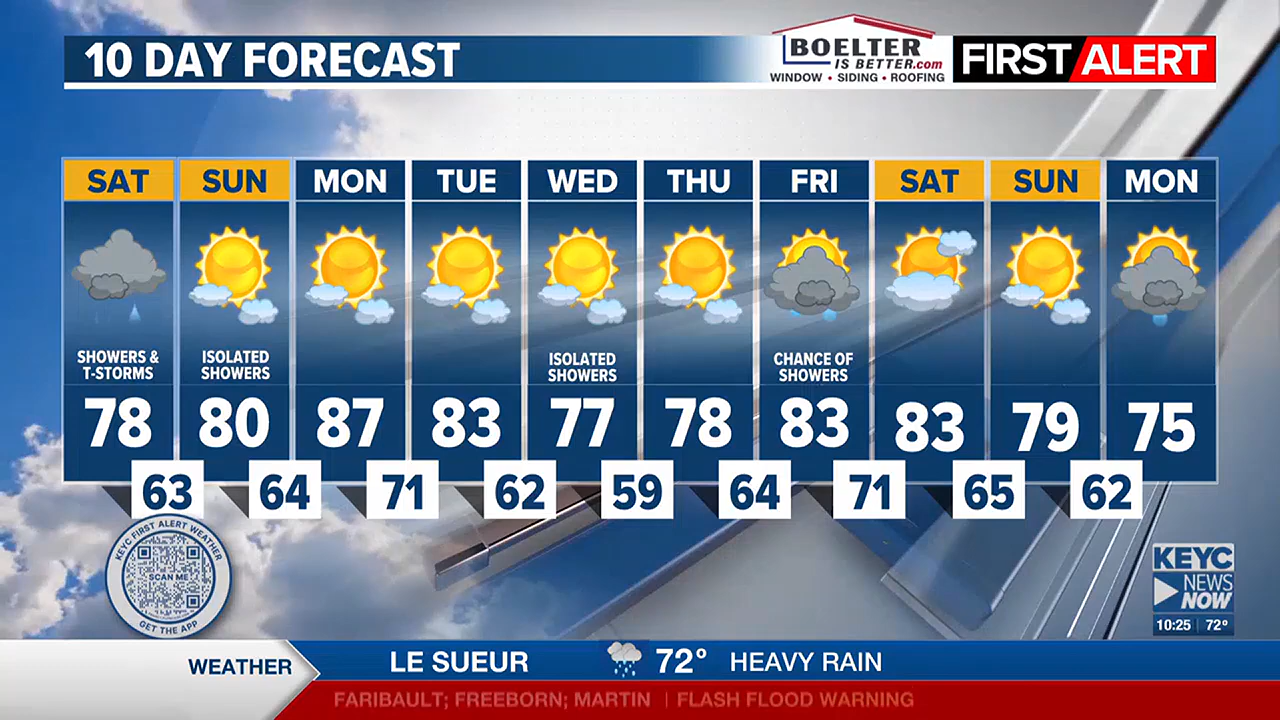 10 DAY FORECAST
BOELTER
IS BETTER.com
WINDOW • SIDING • ROOFING
FIRST ALERT
SAT SUN MON TUE WED THU FRI SAT SUN MON
SHOWERS &
T-STORMS
ISOLATED
SHOWERS
ISOLATED
SHOWERS
CHANCE OF
SHOWERS
78 80 87 83 77 78 83 83 79 75
63 64 71 62 59 64 71 65 62
KEYC FIRST ALERT WEATHER
SCAN ME
GET THE APP
KEYC
NEWS
NOW
10:25 72°
WEATHER
LE SUEUR 72° HEAVY RAIN
FARIBAULT; FREEBORN; MARTIN | FLASH FLOOD WARNING